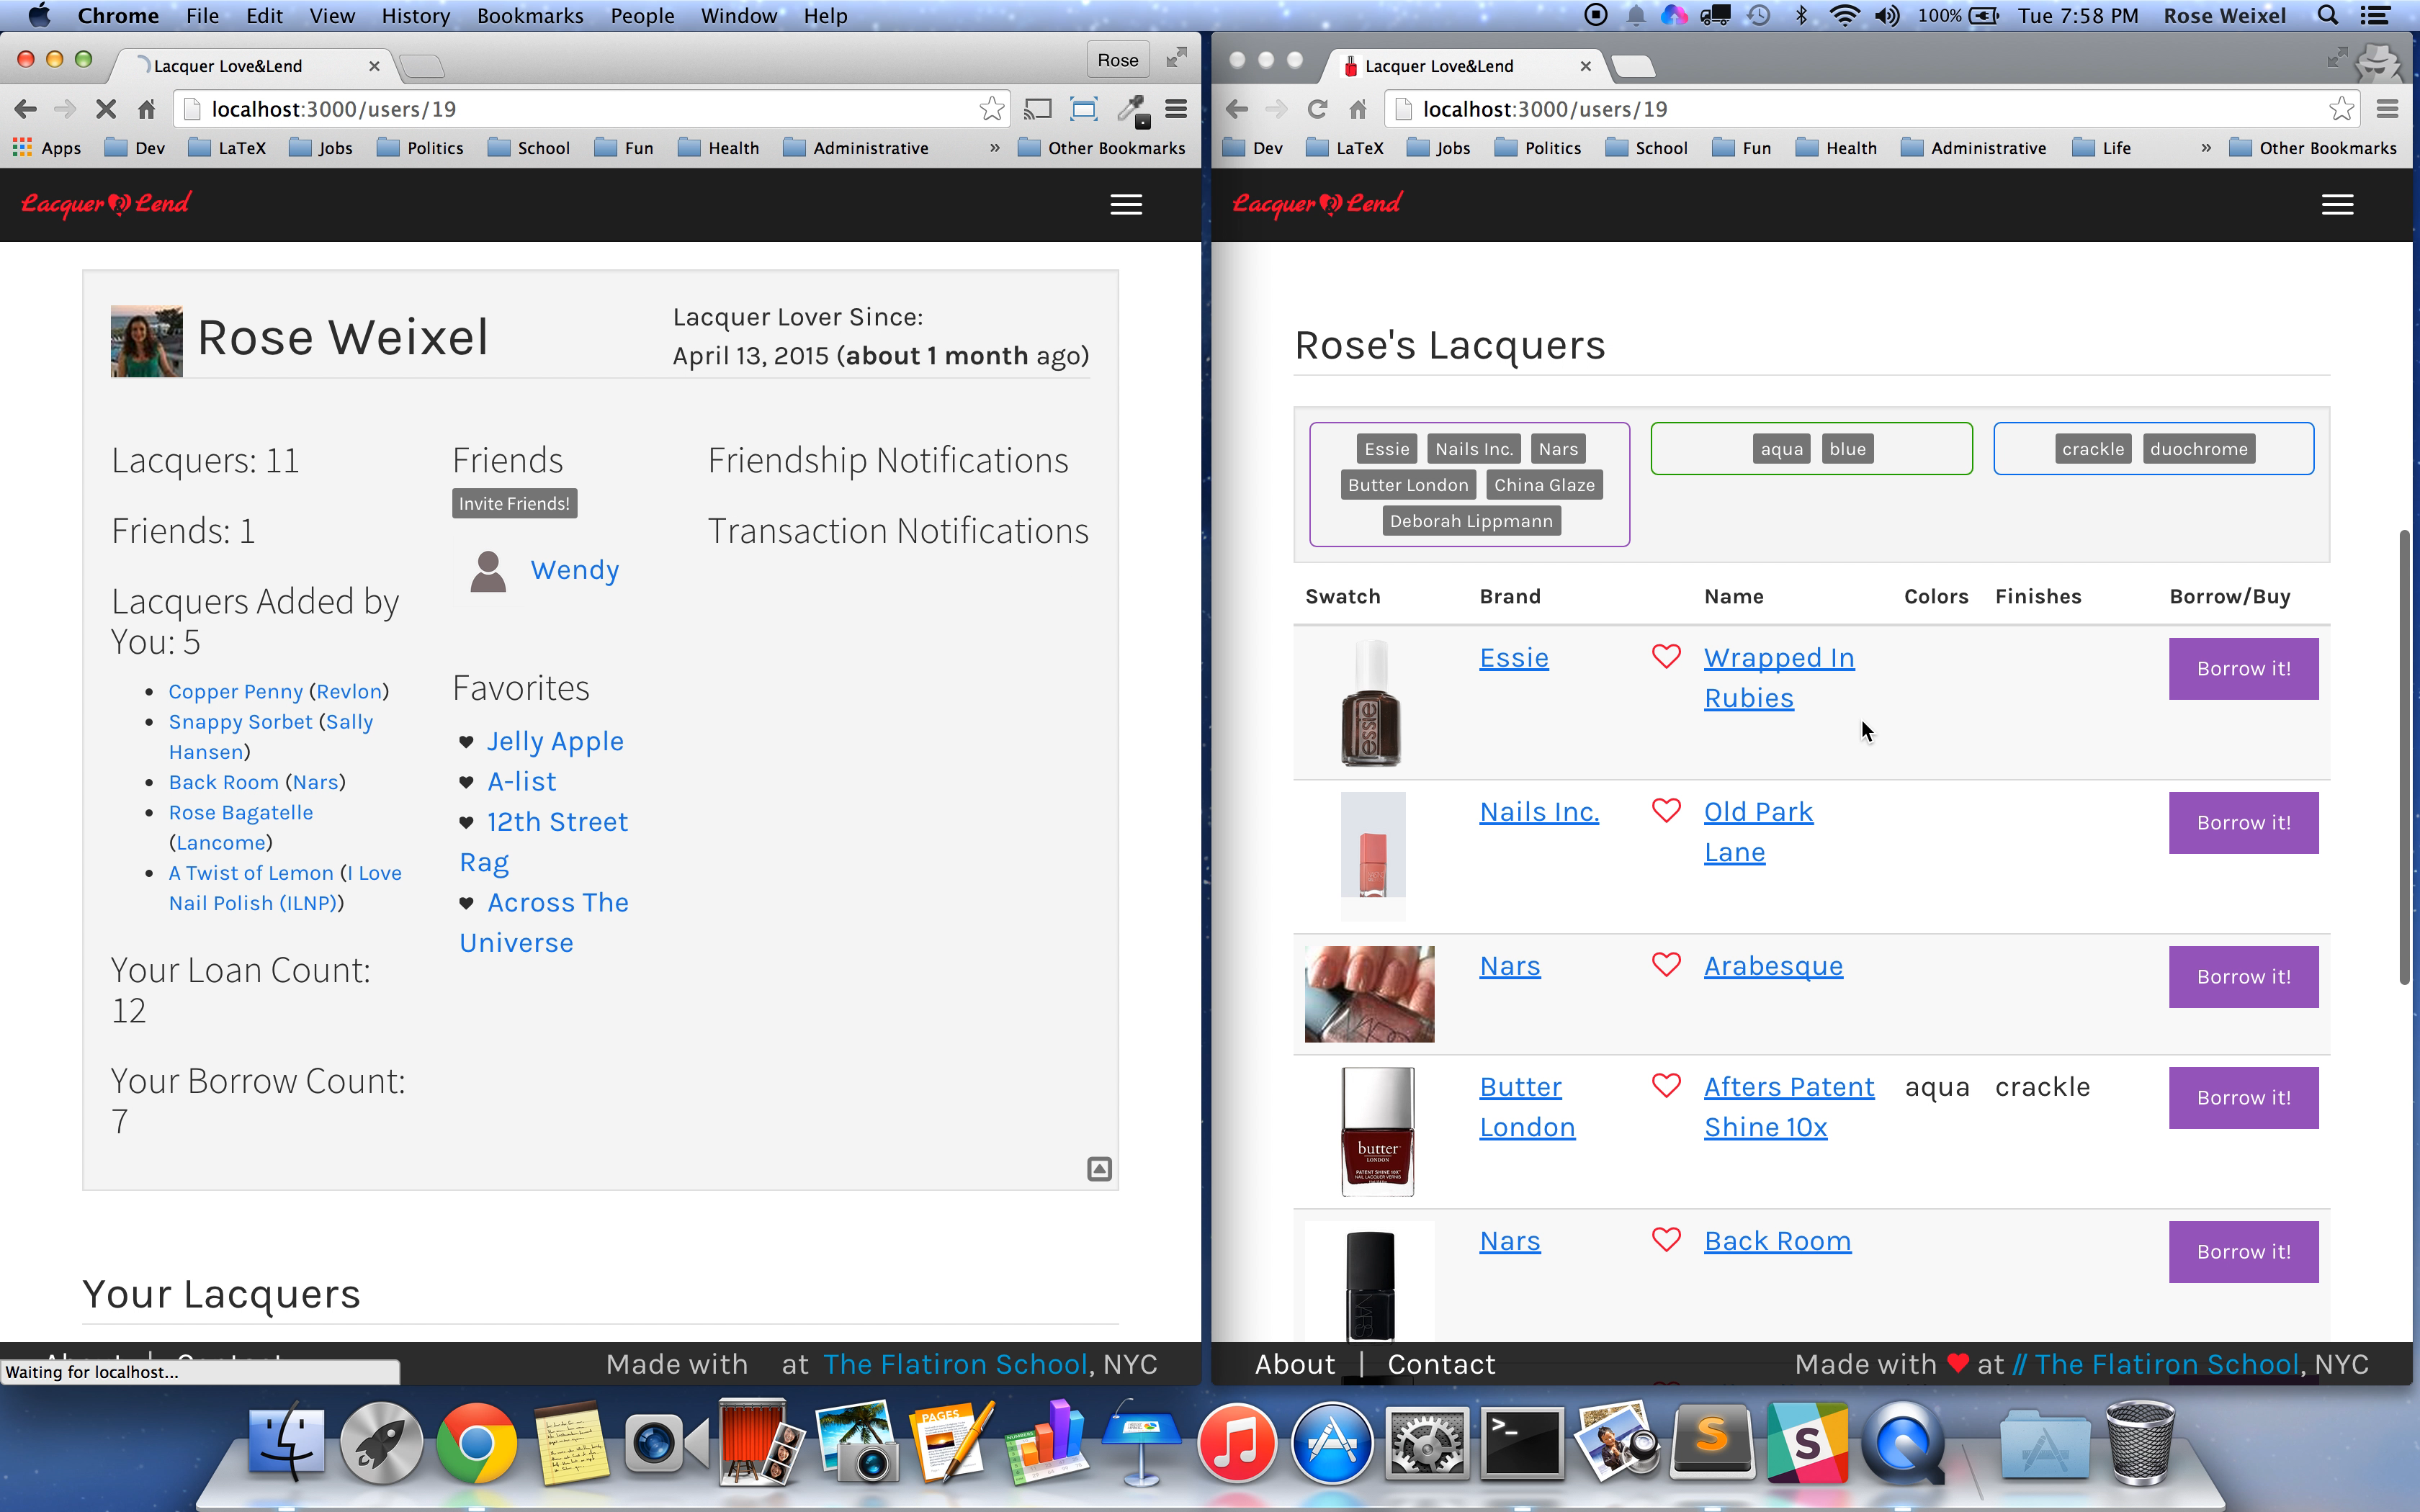 Chrome File Edit View History Bookmarks People Window Help
100% Tue 7:58 PM Rose Weixel
Lacquer Love&Lend
Rose
localhost:3000/users/19
Apps Dev LaTeX Jobs Politics School Fun Health Administrative » Other Bookmarks
Lacquer & Lend
Rose Weixel
Lacquer Lover Since:
April 13, 2015 (about 1 month ago)
Lacquers: 11
Friends: 1
Lacquers Added by
You: 5
Copper Penny (Revlon)
Snappy Sorbet (Sally
Hansen)
Back Room (Nars)
Rose Bagatelle
(Lancome)
A Twist of Lemon (I Love
Nail Polish (ILNP))
Your Loan Count:
12
Your Borrow Count:
7
Friends
Invite Friends!
Wendy
Favorites
Jelly Apple
A-list
12th Street
Rag
Across The
Universe
Friendship Notifications
Transaction Notifications
Your Lacquers
Made with at The Flatiron School, NYC
Waiting for localhost...
Lacquer Love&Lend
localhost:3000/users/19
Dev LaTeX Jobs Politics School Fun Health Administrative Life » Other Bookmarks
Lacquer & Lend
Rose's Lacquers
Essie Nails Inc. Nars
Butter London China Glaze
Deborah Lippmann
aqua blue
crackle duochrome
Swatch Brand Name Colors Finishes Borrow/Buy
essie
Essie Wrapped In
Rubies
Borrow it!
Nails Inc. Old Park
Lane
Borrow it!
NARS
Nars Arabesque Borrow it!
butter
LONDON
PATENT SHINE 10X
Butter
London
Afters Patent
Shine 10x
aqua crackle Borrow it!
NARS
Nars Back Room Borrow it!
About | Contact
Made with ♥ at // The Flatiron School, NYC
PAGES
NUMBERS
>_
S
S